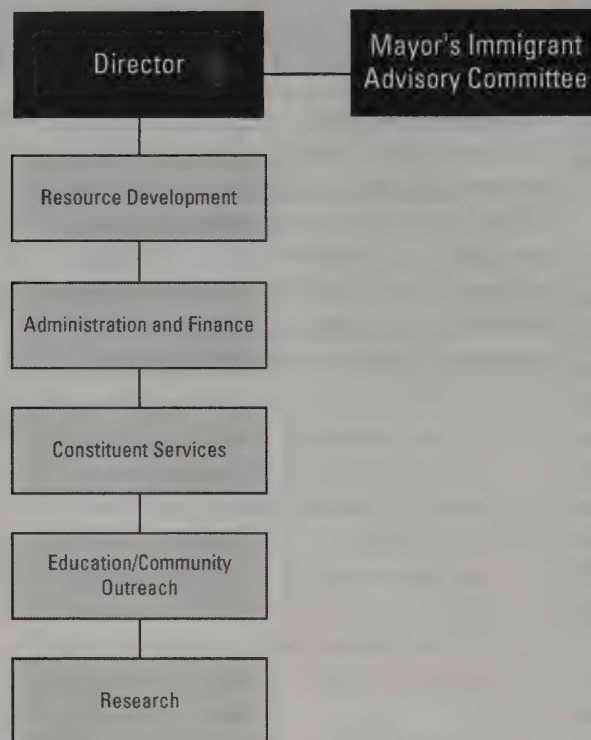 Director
Mayor's Immigrant
Advisory Committee
Resource Development
Administration and Finance
Constituent Services
Education/Community
Outreach
Research